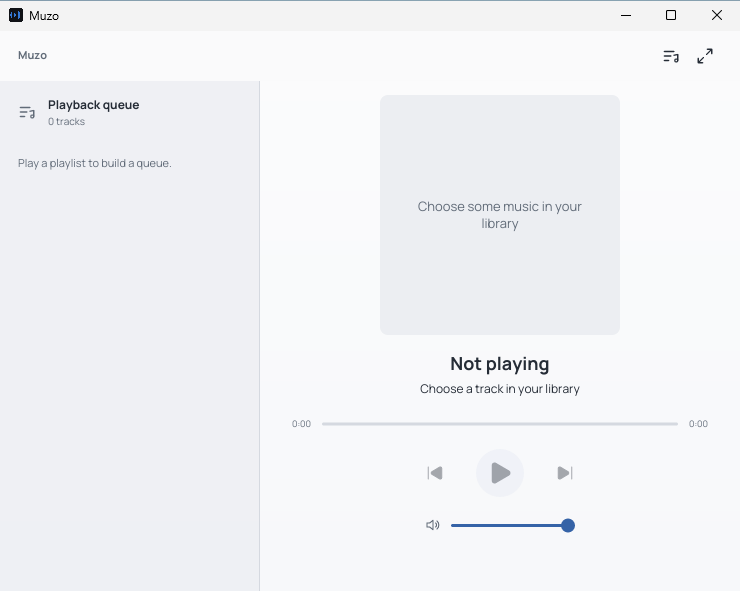 Muzo
Muzo
Playback queue
0 tracks
Play a playlist to build a queue.
Choose some music in your
library
Not playing
Choose a track in your library
0:00
0:00